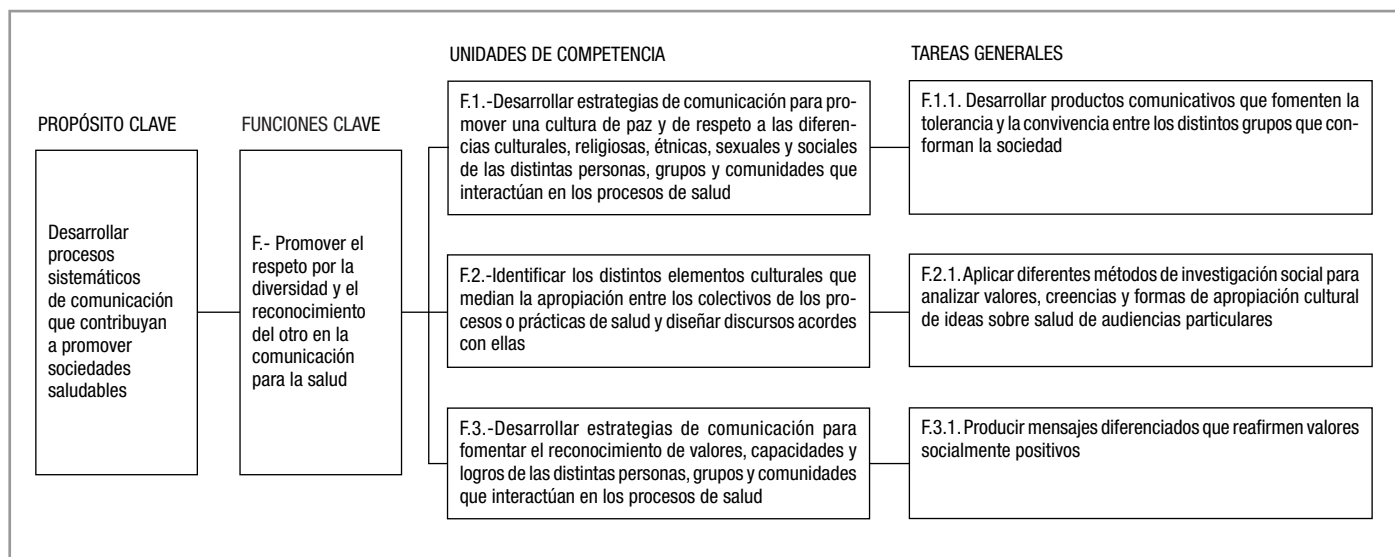 PROPÓSITO CLAVE
Desarrollar
procesos
sistemáticos
de comunicación
que contribuyan
a promover
sociedades
saludables
FUNCIONES CLAVE
F.- Promover el
respeto por la
diversidad y el
reconocimiento
del otro en la
comunicación
para la salud
UNIDADES DE COMPETENCIA
F.1.-Desarrollar estrategias de comunicación para pro-
mover una cultura de paz y de respeto a las diferen-
cias culturales, religiosas, étnicas, sexuales y sociales
de las distintas personas, grupos y comunidades que
interactúan en los procesos de salud
F.2.-Identificar los distintos elementos culturales que
median la apropiación entre los colectivos de los pro-
cesos o prácticas de salud y diseñar discursos acordes
con ellas
F.3.-Desarrollar estrategias de comunicación para
fomentar el reconocimiento de valores, capacidades y
logros de las distintas personas, grupos y comunidades
que interactúan en los procesos de salud
TAREAS GENERALES
F.1.1. Desarrollar productos comunicativos que fomenten la
tolerancia y la convivencia entre los distintos grupos que con-
forman la sociedad
F.2.1. Aplicar diferentes métodos de investigación social para
analizar valores, creencias y formas de apropiación cultural
de ideas sobre salud de audiencias particulares
F.3.1. Producir mensajes diferenciados que reafirmen valores
socialmente positivos